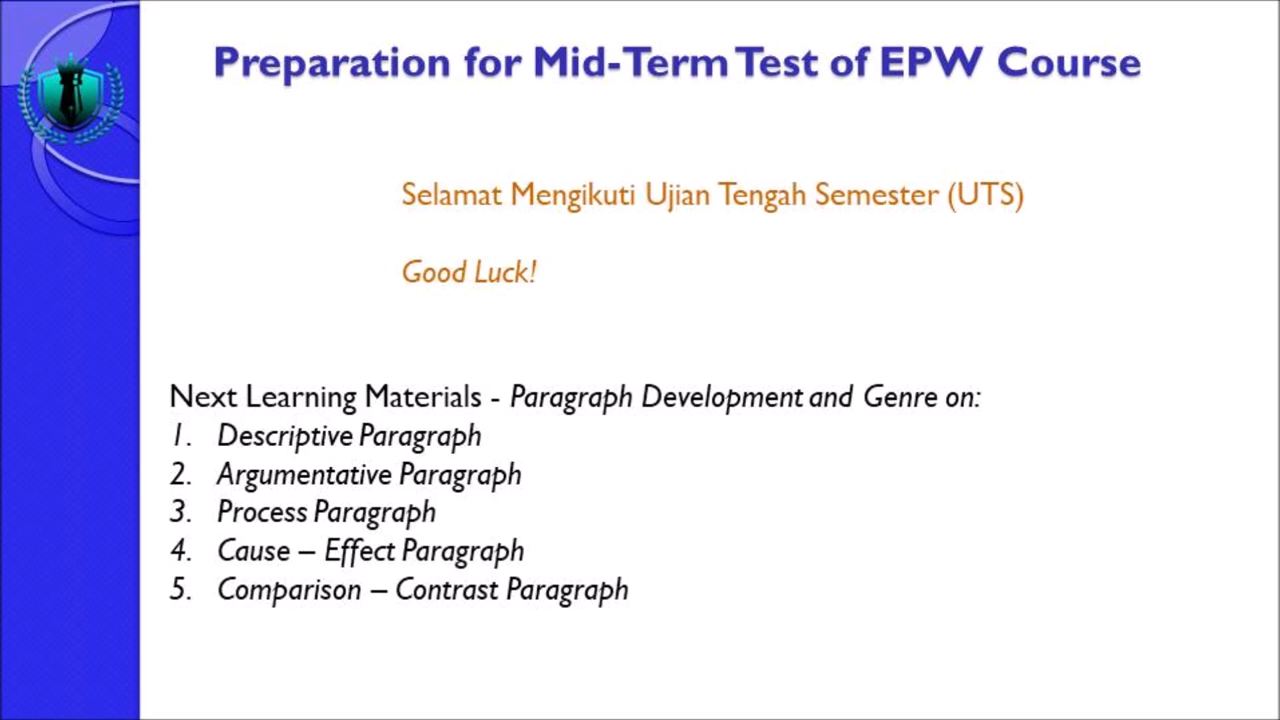 Preparation for Mid-Term Test of EPW Course
Selamat Mengikuti Ujian Tengah Semester (UTS)
Good Luck!
Next Learning Materials - Paragraph Development and Genre on:
1. Descriptive Paragraph
2. Argumentative Paragraph
3. Process Paragraph
4. Cause – Effect Paragraph
5. Comparison – Contrast Paragraph